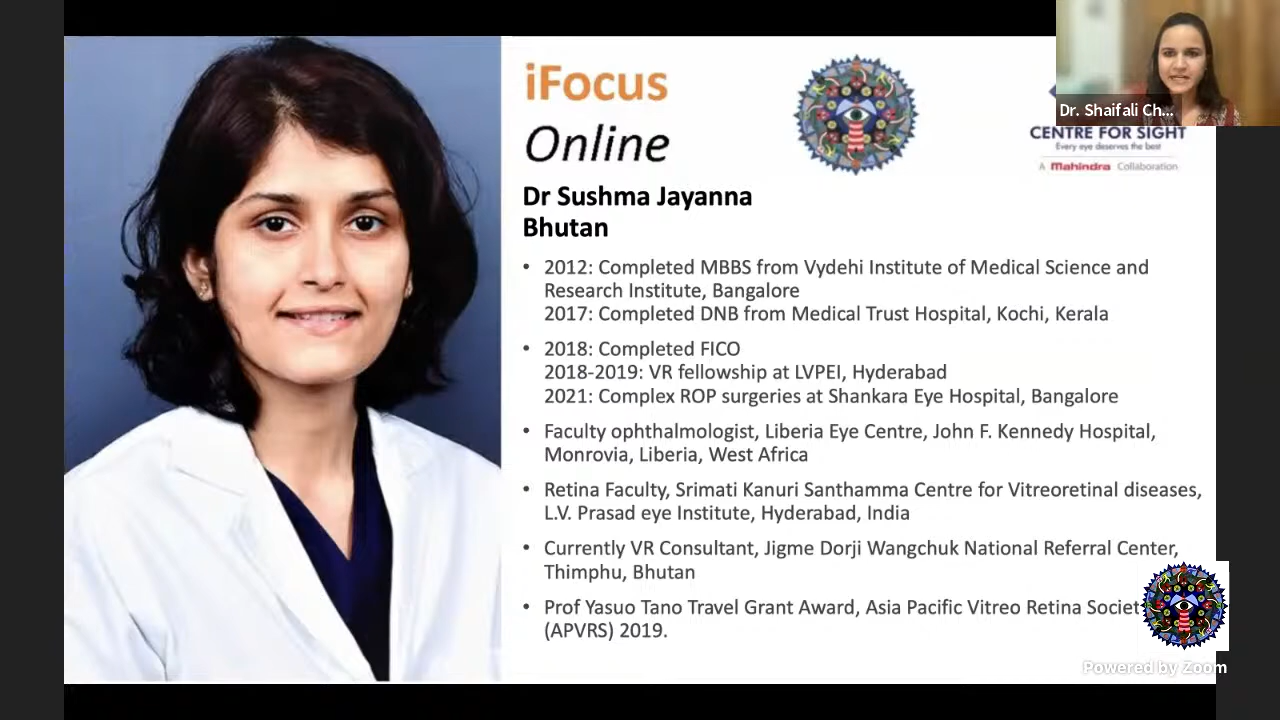 iFocus
Online
Dr. Shaifali Ch...
CENTRE FOR SIGHT
Every eye deserves the best
A Mahindra Collaboration
Dr Sushma Jayanna
Bhutan
• 2012: Completed MBBS from Vydehi Institute of Medical Science and
Research Institute, Bangalore
2017: Completed DNB from Medical Trust Hospital, Kochi, Kerala
• 2018: Completed FICO
2018-2019: VR fellowship at LVPEI, Hyderabad
2021: Complex ROP surgeries at Shankara Eye Hospital, Bangalore
• Faculty ophthalmologist, Liberia Eye Centre, John F. Kennedy Hospital,
Monrovia, Liberia, West Africa
• Retina Faculty, Srimati Kanuri Santhamma Centre for Vitreoretinal diseases,
L.V. Prasad eye Institute, Hyderabad, India
• Currently VR Consultant, Jigme Dorji Wangchuk National Referral Center,
Thimphu, Bhutan
• Prof Yasuo Tano Travel Grant Award, Asia Pacific Vitreo Retina Societ
(APVRS) 2019.
Powered by Zoom